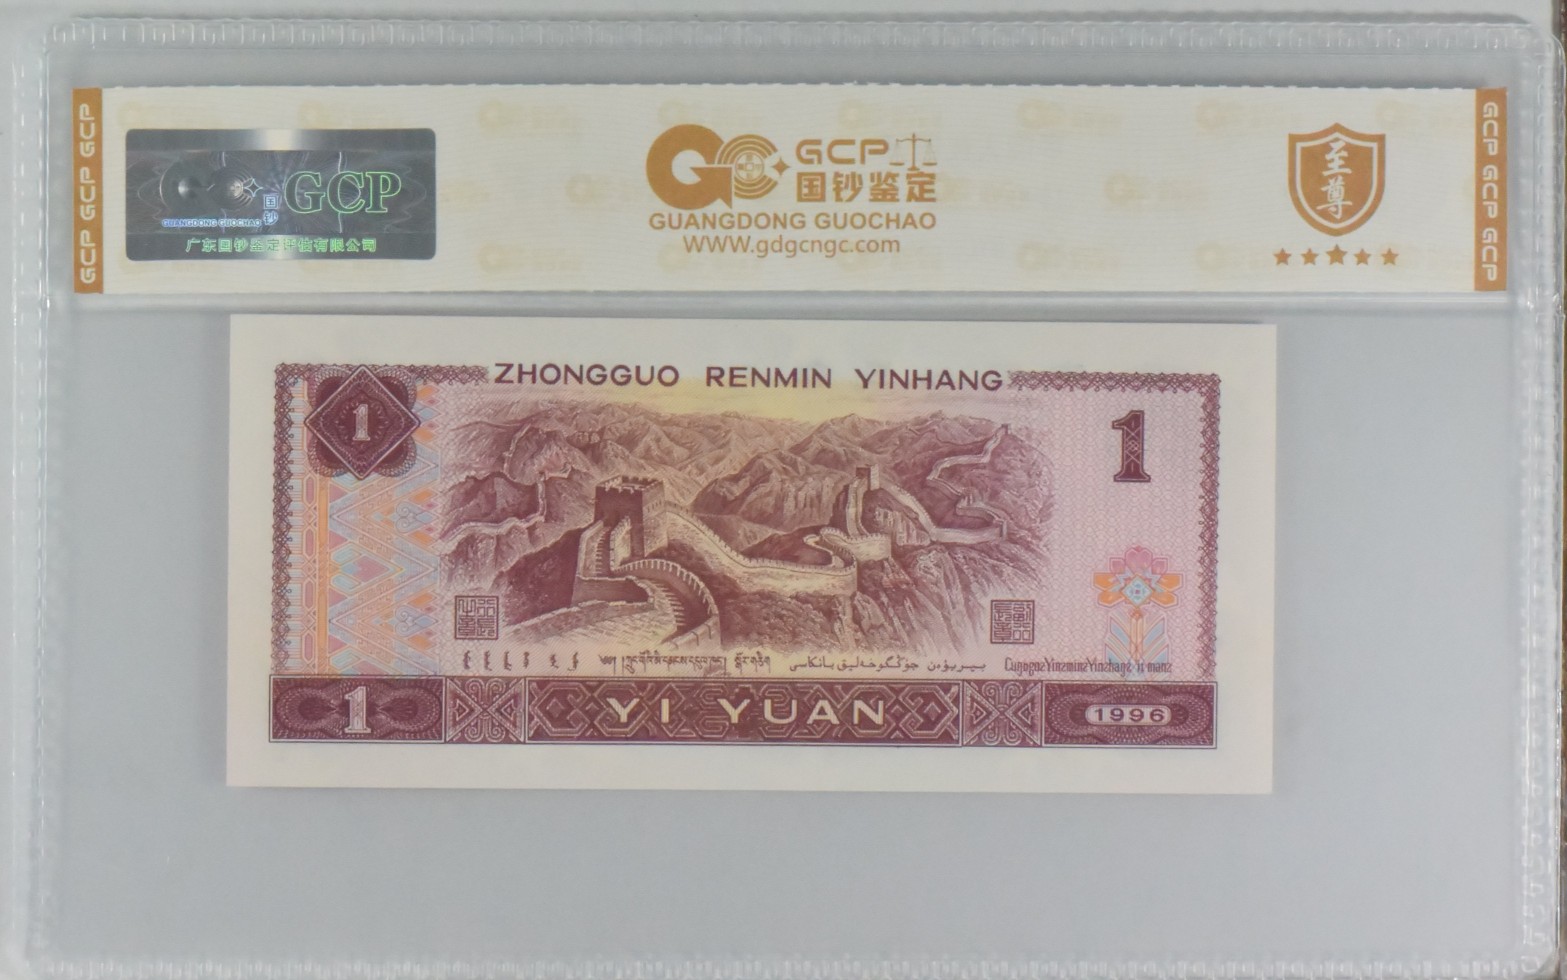 GCP GCP GCP
GCP
国钞
GUANGDONG GUOCHAO
广东国钞鉴定评估有限公司
GCP
国钞鉴定
GUANGDONG GUOCHAO
WWW.gdgcngc.com
至尊
GCP GCP GCP
ZHONGGUO RENMIN YINHANG
1
1
1
YI YUAN
1996